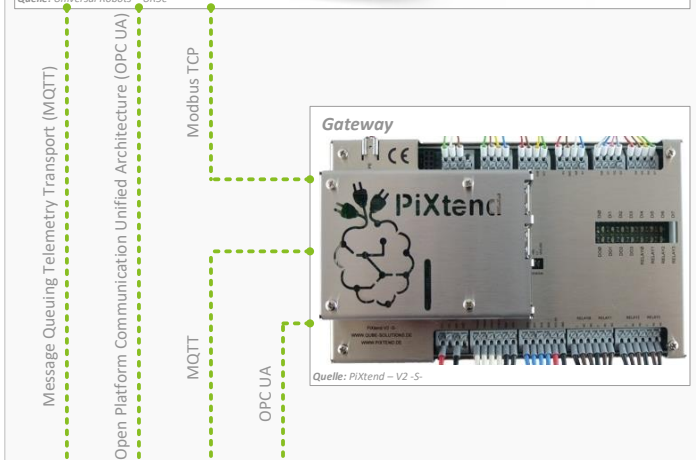 Quelle: Universal Robots – UR5e
Message Queuing Telemetry Transport (MQTT)
Open Platform Communication Unified Architecture (OPC UA)
Modbus TCP
Gateway
CE
PiXtend
WWW.QUBE-SOLUTIONS.DE
WWW.PIXTEND.DE
Quelle: PiXtend – V2 -S-
MQTT
OPC UA